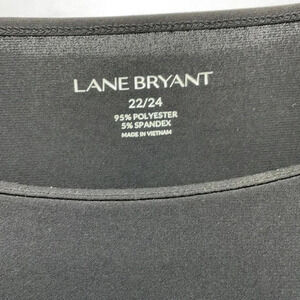 LANE BRYANT
22/24
95% POLYESTER
5% SPANDEX
MADE IN VIETNAM